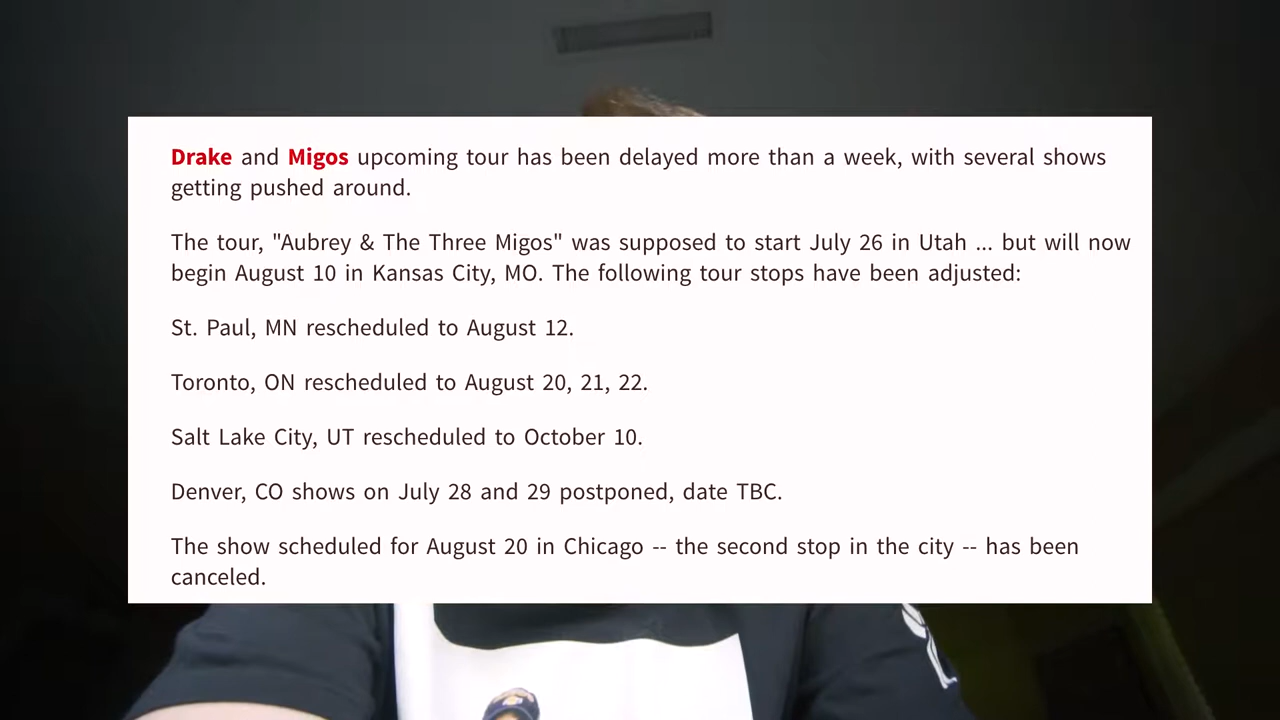 Drake and Migos upcoming tour has been delayed more than a week, with several shows
getting pushed around.
The tour, "Aubrey & The Three Migos" was supposed to start July 26 in Utah ... but will now
begin August 10 in Kansas City, MO. The following tour stops have been adjusted:
St. Paul, MN rescheduled to August 12.
Toronto, ON rescheduled to August 20, 21, 22.
Salt Lake City, UT rescheduled to October 10.
Denver, CO shows on July 28 and 29 postponed, date TBC.
The show scheduled for August 20 in Chicago -- the second stop in the city -- has been
canceled.